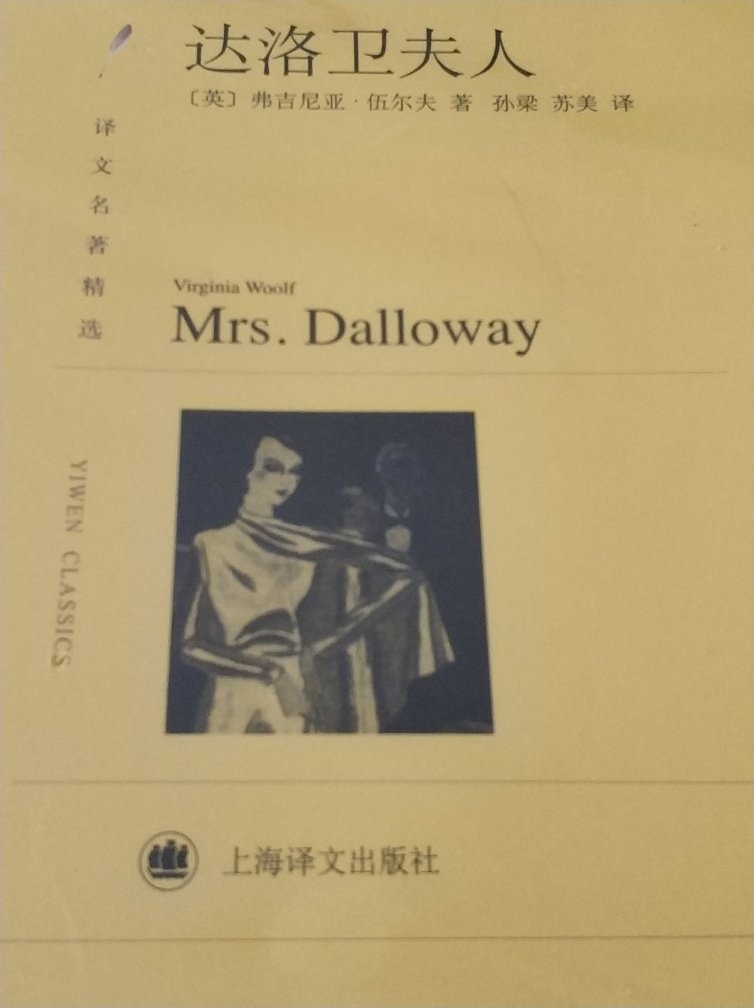 达洛卫夫人
〔英〕弗吉尼亚·伍尔夫 著 孙梁 苏美 译
译文名著精选
Virginia Woolf
Mrs. Dalloway
YIWEN CLASSICS
上海译文出版社